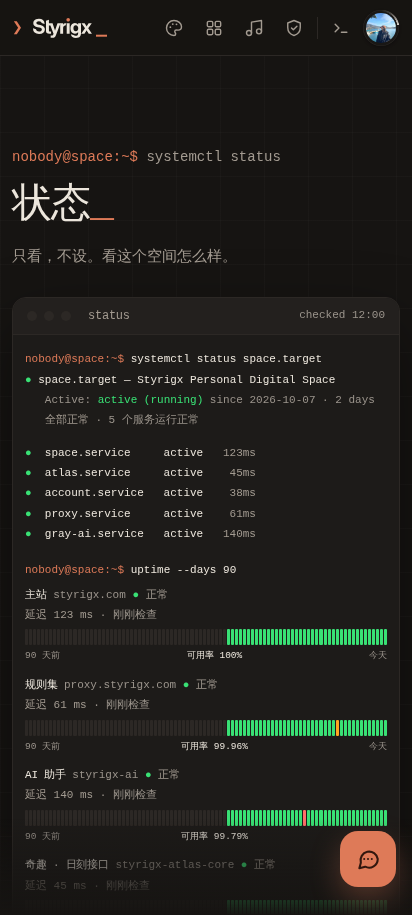 ❯ Styrigx _
nobody@space:~$ systemctl status
状态_
只看，不设。看这个空间怎么样。
status checked 12:00
nobody@space:~$ systemctl status space.target
● space.target — Styrigx Personal Digital Space
Active: active (running) since 2026-10-07 · 2 days
全部正常 · 5 个服务运行正常
● space.service active 123ms
● atlas.service active 45ms
● account.service active 38ms
● proxy.service active 61ms
● gray-ai.service active 140ms
nobody@space:~$ uptime --days 90
主站 styrigx.com ● 正常
延迟 123 ms · 刚刚检查
90 天前 可用率 100% 今天
规则集 proxy.styrigx.com ● 正常
延迟 61 ms · 刚刚检查
90 天前 可用率 99.96% 今天
AI 助手 styrigx-ai ● 正常
延迟 140 ms · 刚刚检查
90 天前 可用率 99.79% 今天
奇趣 · 日刻接口 styrigx-atlas-core ● 正常
延迟 45 ms · 刚刚检查